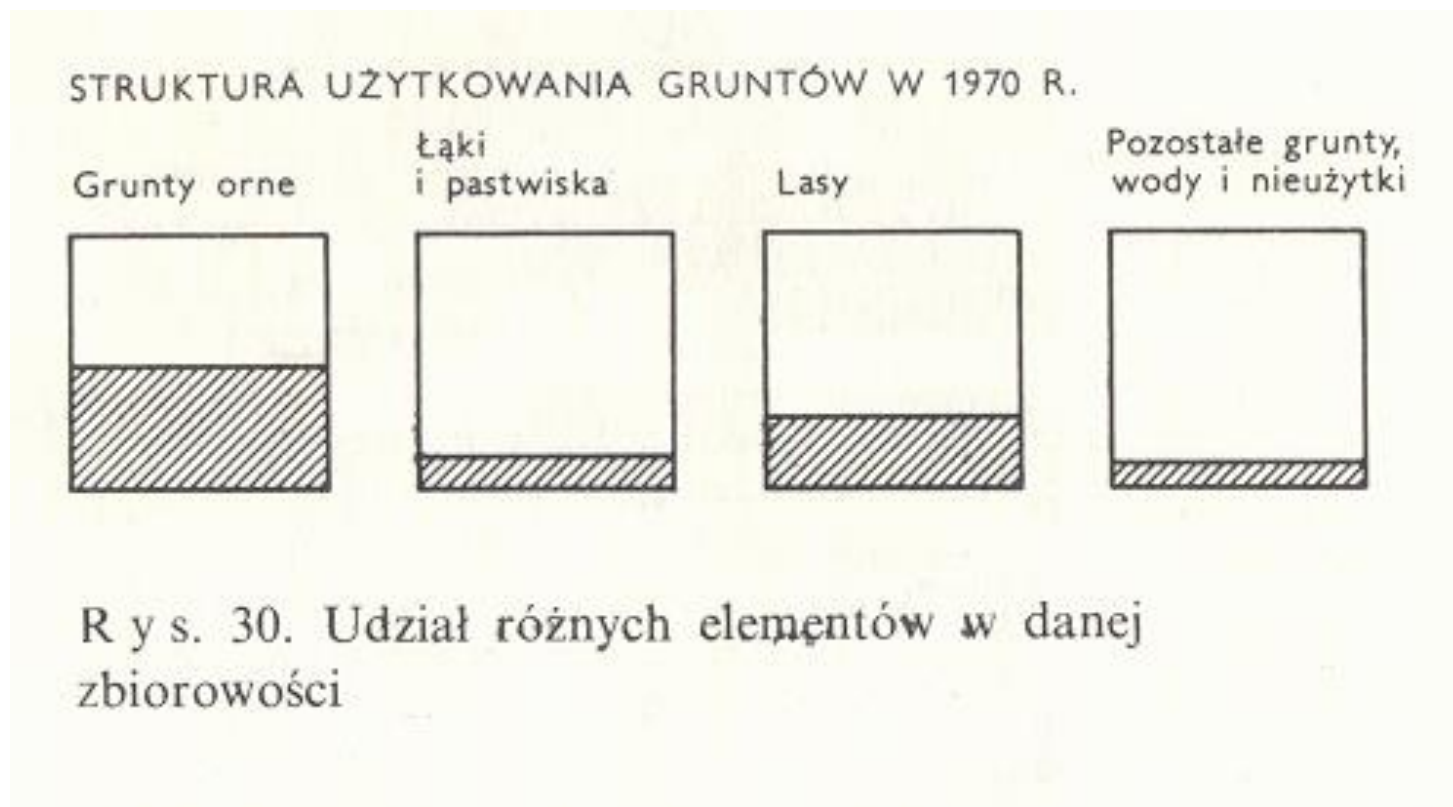 STRUKTURA UŻYTKOWANIA GRUNTÓW W 1970 R.
Grunty orne
Łąki
i pastwiska
Lasy
Pozostałe grunty,
wody i nieużytki
Rys. 30. Udział różnych elementów w danej
zbiorowości